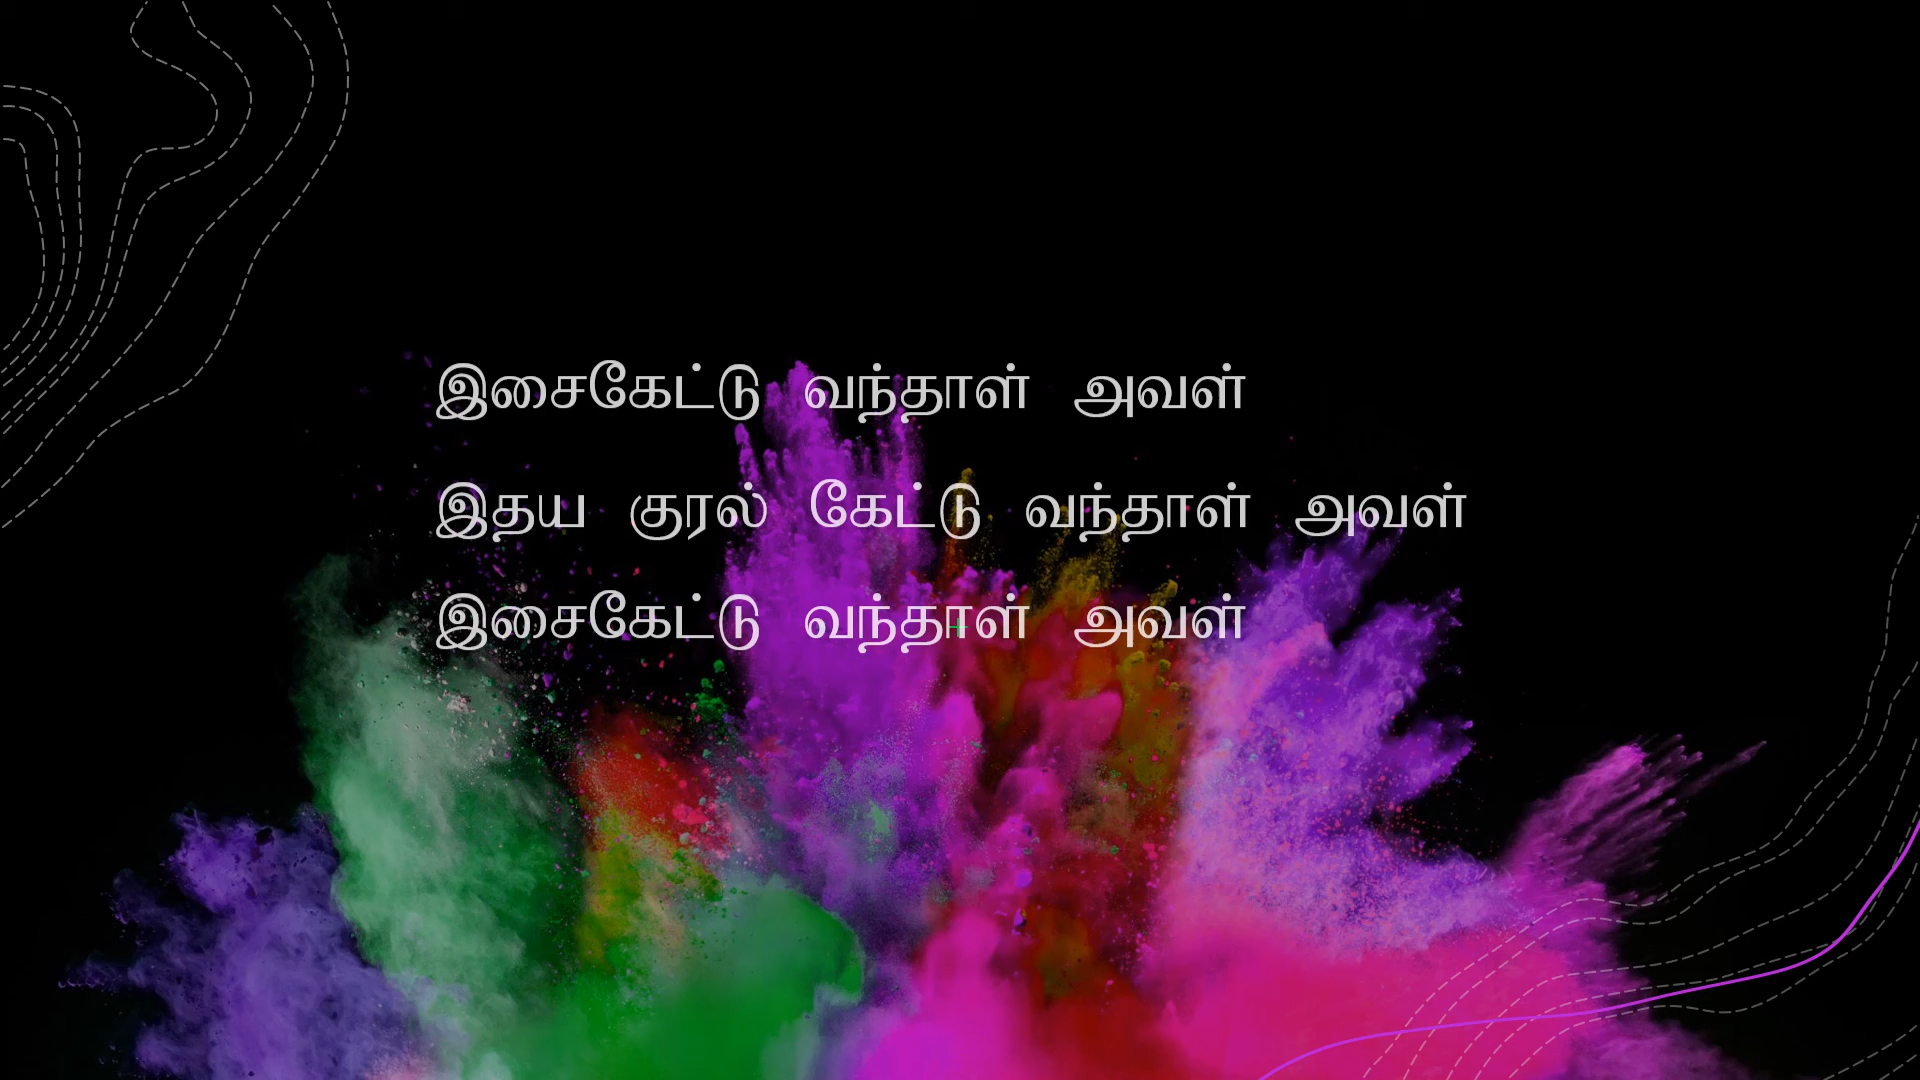 இசைகேட்டு வந்தாள் அவள்
இதய குரல் கேட்டு வந்தாள் அவள்
இசைகேட்டு வந்தாள் அவள்